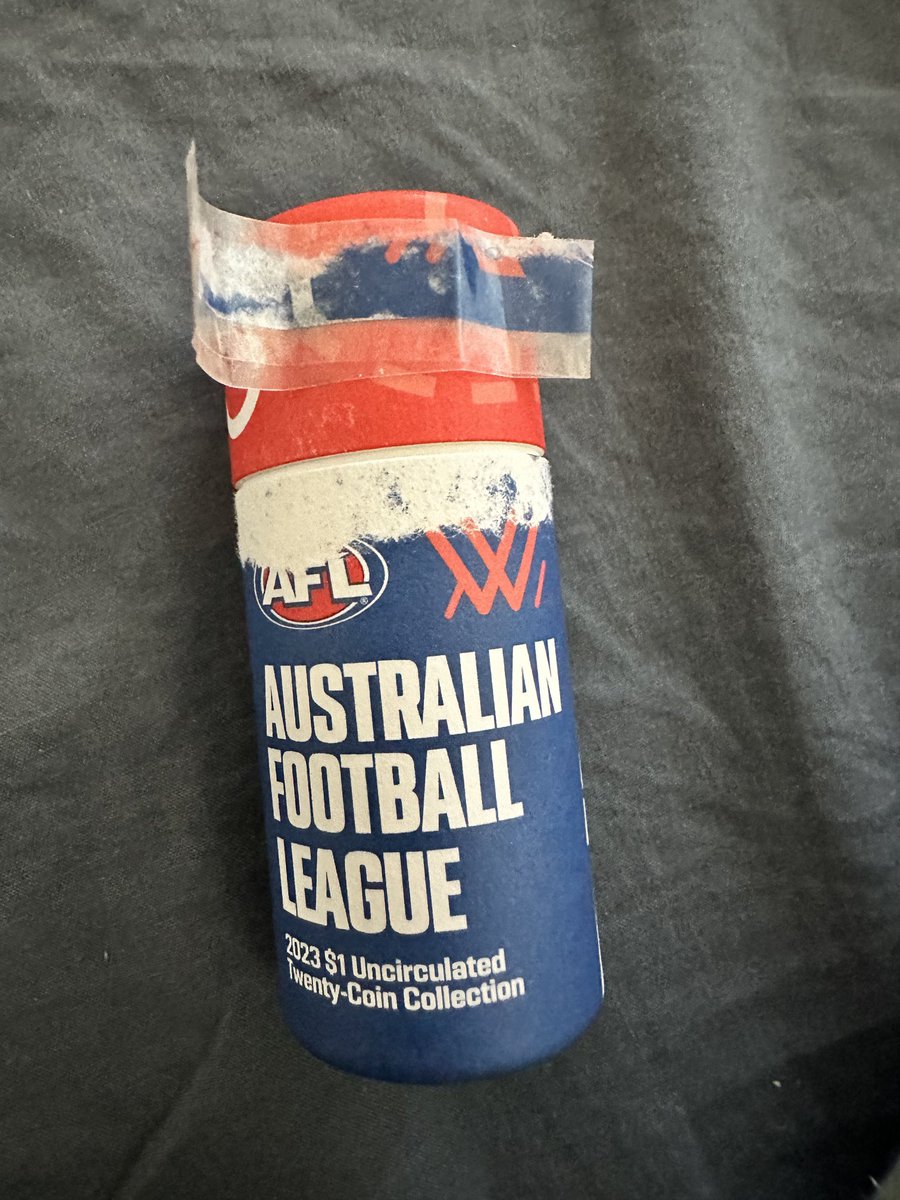 AFL
AUSTRALIAN
FOOTBALL
LEAGUE
2023 $1 Uncirculated
Twenty-Coin Collection